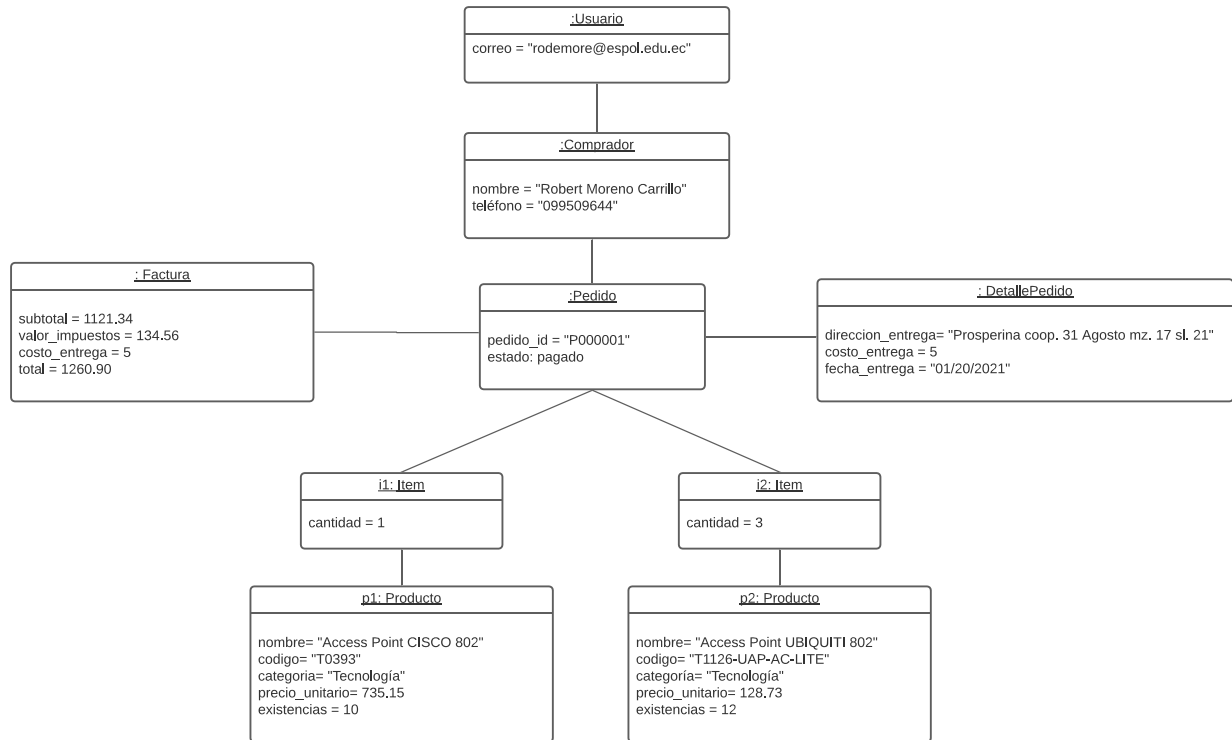 :Usuario
correo = "rodemore@espol.edu.ec"
:Comprador
nombre = "Robert Moreno Carrillo"
teléfono = "099509644"
: Factura
subtotal = 1121.34
valor_impuestos = 134.56
costo_entrega = 5
total = 1260.90
:Pedido
pedido_id = "P000001"
estado: pagado
: DetallePedido
direccion_entrega= "Prosperina coop. 31 Agosto mz. 17 sl. 21"
costo_entrega = 5
fecha_entrega = "01/20/2021"
i1: Item
cantidad = 1
i2: Item
cantidad = 3
p1: Producto
nombre= "Access Point CISCO 802"
codigo= "T0393"
categoria= "Tecnología"
precio_unitario= 735.15
existencias = 10
p2: Producto
nombre= "Access Point UBIQUITI 802"
codigo= "T1126-UAP-AC-LITE"
categoría= "Tecnología"
precio_unitario= 128.73
existencias = 12